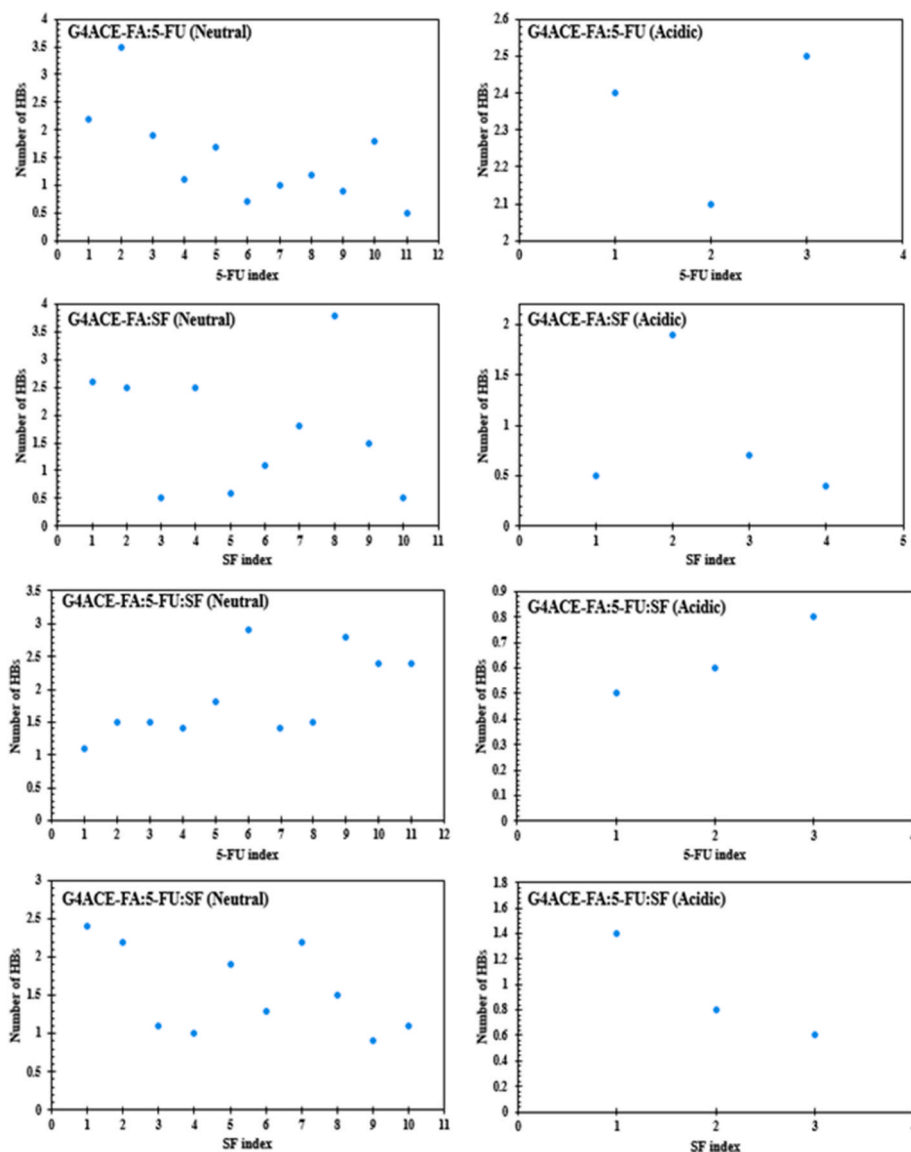 G4ACE-FA:5-FU (Neutral)
Number of HBs
4
3.5
3
2.5
2
1.5
1
0.5
0
0 1 2 3 4 5 6 7 8 9 10 11 12
5-FU index
G4ACE-FA:5-FU (Acidic)
Number of HBs
2.6
2.5
2.4
2.3
2.2
2.1
2
0 1 2 3 4
5-FU index
G4ACE-FA:SF (Neutral)
Number of HBs
4
3.5
3
2.5
2
1.5
1
0.5
0
0 1 2 3 4 5 6 7 8 9 10 11
SF index
G4ACE-FA:SF (Acidic)
Number of HBs
2
1.5
1
0.5
0
0 1 2 3 4 5
SF index
G4ACE-FA:5-FU:SF (Neutral)
Number of HBs
3.5
3
2.5
2
1.5
1
0.5
0
0 1 2 3 4 5 6 7 8 9 10 11 12
5-FU index
G4ACE-FA:5-FU:SF (Acidic)
Number of HBs
0.9
0.8
0.7
0.6
0.5
0.4
0.3
0.2
0.1
0
0 1 2 3
5-FU index
G4ACE-FA:5-FU:SF (Neutral)
Number of HBs
3
2.5
2
1.5
1
0.5
0
0 1 2 3 4 5 6 7 8 9 10 11
SF index
G4ACE-FA:5-FU:SF (Acidic)
Number of HBs
1.8
1.6
1.4
1.2
1
0.8
0.6
0.4
0.2
0
0 1 2 3
SF index